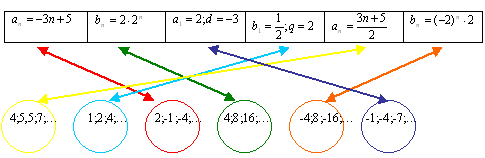 aₙ = −3n+5 bₙ = 2·2ⁿ a₁ = 2; d = −3 b₁ = 1/2; q = 2 aₙ = (3n+5)/2 bₙ = (−2)ⁿ · 2
4;5,5;7;... 1;2;4;... 2;-1;-4;... 4;8;16;... -4;8;-16;... -1;-4;-7;...